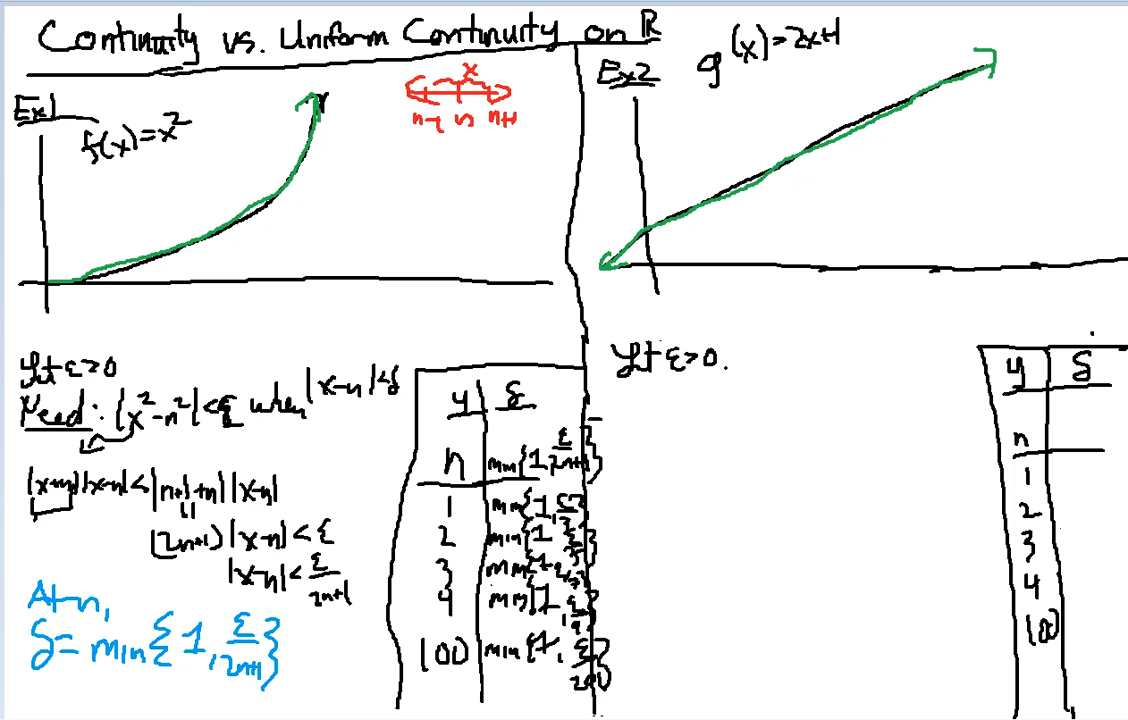 Continuity vs. Uniform Continuity on ℝ
Ex1
f(x)=x²
x
n-1 n n+1
Let ε>0
Need: |x²-n²|<ε when |x-n|<δ
|x+n||x-n|<|n+1+n||x-n|
(2n+1)|x-n|<ε
|x-n|<ε/(2n+1)
At n,
δ=min{1, ε/(2n+1)}
y δ
n min{1, ε/(2n+1)}
1 min{1, ε/3}
2 min{1, ε/5}
3 min{1, ε/7}
4 min{1, ε/9}
100 min{1, ε/201}
Ex2
g(x)=2x+1
Let ε>0.
y δ
n
1
2
3
4
100